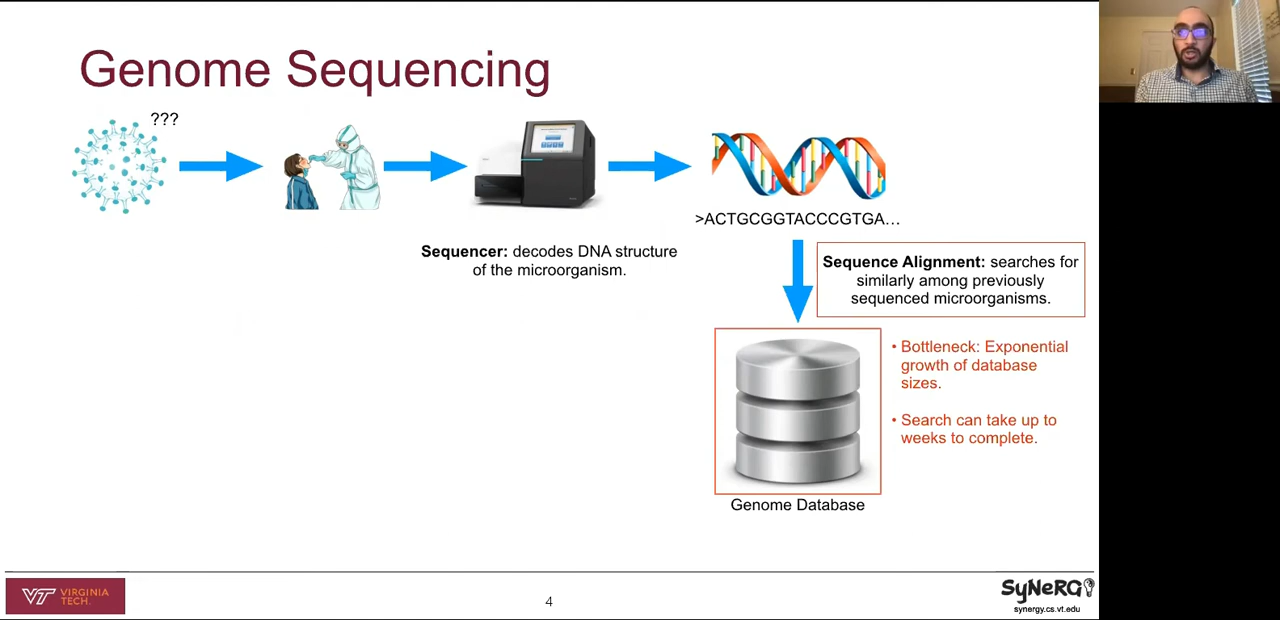 Genome Sequencing
???
>ACTGCGGTACCCGTGA…
Sequencer: decodes DNA structure
of the microorganism.
Sequence Alignment: searches for
similarly among previously
sequenced microorganisms.
• Bottleneck: Exponential
growth of database
sizes.
• Search can take up to
weeks to complete.
Genome Database
VT VIRGINIA
TECH.
4
SyNeRGy
synergy.cs.vt.edu